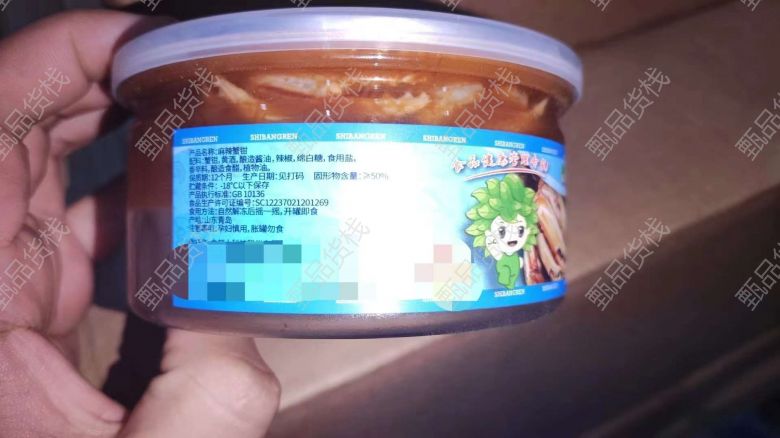 SHIBANGREN SHIBANGREN SHIBANGREN SHIBANGREN SHIBANGREN
产品名称:麻辣蟹钳
配料:蟹钳,黄酒,酿造酱油,辣椒,绵白糖,食用盐,
香辛料,酿造食醋,植物油。
保质期:12个月 生产日期:见打码 固形物含量:≥50%
贮藏条件:-18°C以下保存
产品执行标准:GB 10136
食品生产许可证编号:SC12237021201269
食用方法:自然解冻后摇一摇,开罐即食
产地:山东青岛
注意事项:孕妇慎用,胀罐勿食
SHIBANGREN SHIBANGREN
甄品货栈
甄品货栈
甄品货栈
甄品货栈
甄品货栈
甄品货栈
甄品货栈
甄品货栈
甄品货栈